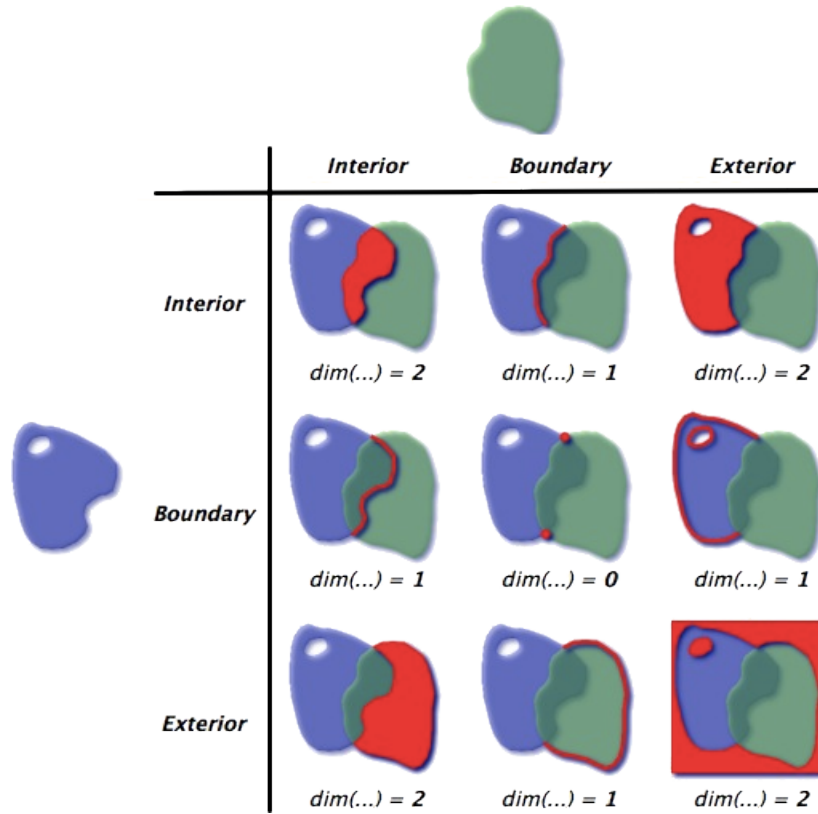 Interior Boundary Exterior
Interior
dim(...) = 2 dim(...) = 1 dim(...) = 2
Boundary
dim(...) = 1 dim(...) = 0 dim(...) = 1
Exterior
dim(...) = 2 dim(...) = 1 dim(...) = 2